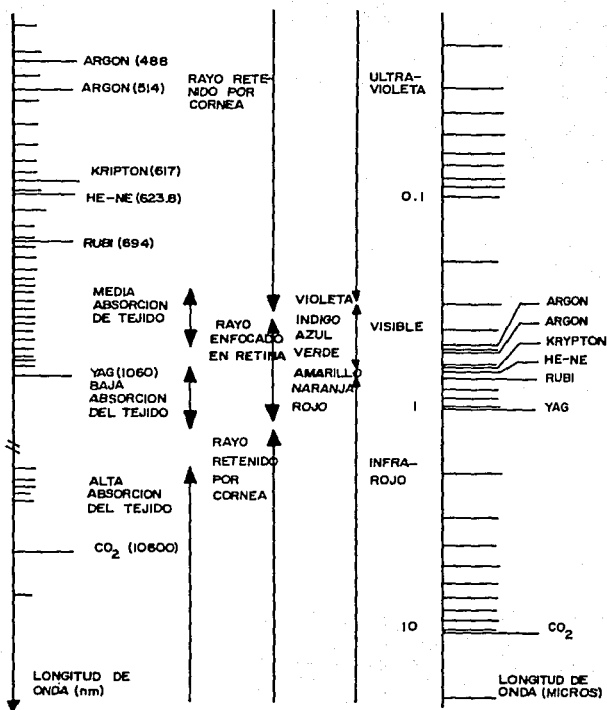 ARGON (488
ARGON (514)
KRIPTON (617)
HE-NE (623.8)
RUBI (694)
MEDIA
ABSORCION
DE TEJIDO
YAG (1060)
BAJA
ABSORCION
DEL TEJIDO
ALTA
ABSORCION
DEL TEJIDO
CO2 (10600)
LONGITUD DE
ONDA (nm)
RAYO RETE-
NIDO POR
CORNEA
RAYO
ENFOCADO
EN RETINA
RAYO
RETENIDO
POR
CORNEA
VIOLETA
INDIGO
AZUL
VERDE
AMARILLO
NARANJA
ROJO
ULTRA-
VIOLETA
0.1
VISIBLE
1
INFRA-
ROJO
10
ARGON
ARGON
KRYPTON
HE-NE
RUBI
YAG
CO2
LONGITUD DE
ONDA (MICROS)